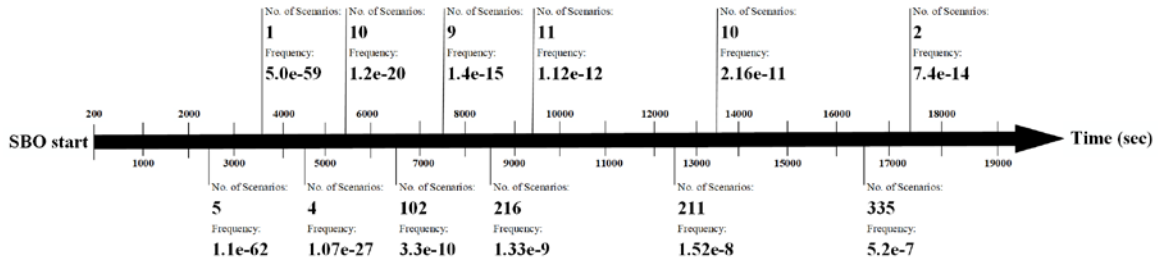 No. of Scenarios: No. of Scenarios: No. of Scenarios: No. of Scenarios: No. of Scenarios: No. of Scenarios:
1 10 9 11 10 2
Frequency: Frequency: Frequency: Frequency: Frequency: Frequency:
5.0e-59 1.2e-20 1.4e-15 1.12e-12 2.16e-11 7.4e-14
200 2000 4000 6000 8000 10000 12000 14000 16000 18000
SBO start Time (sec)
1000 3000 5000 7000 9000 11000 13000 15000 17000 19000
No. of Scenarios: No. of Scenarios: No. of Scenarios: No. of Scenarios: No. of Scenarios: No. of Scenarios:
5 4 102 216 211 335
Frequency: Frequency: Frequency: Frequency: Frequency: Frequency:
1.1e-62 1.07e-27 3.3e-10 1.33e-9 1.52e-8 5.2e-7